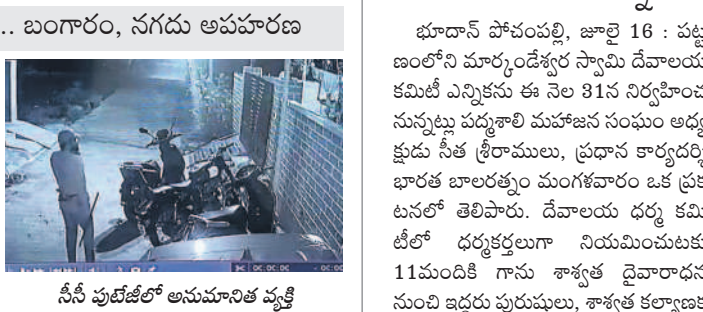 .. బంగారం, నగదు అపహరణ
సీసీ పుటేజీలో అనుమానిత వ్యక్తి
భూదాన్ పోచంపల్లి, జూలై 16 : పట్ట
ణంలోని మార్కండేశ్వర స్వామి దేవాలయ
కమిటీ ఎన్నికను ఈ నెల 31న నిర్వహించ
నున్నట్లు పద్మశాలి మహాజన సంఘం అధ్య
క్షుడు సీత శ్రీరాములు, ప్రధాన కార్యదర్శి
భారత బాలరత్నం మంగళవారం ఒక ప్రక
టనలో తెలిపారు. దేవాలయ ధర్మ కమి
టీలో ధర్మకర్తలుగా నియమించుటకు
11మందికి గాను శాశ్వత దైవారాధన
నుంచి ఇద్దరు పురుషులు, శాశ్వత కల్యాణక